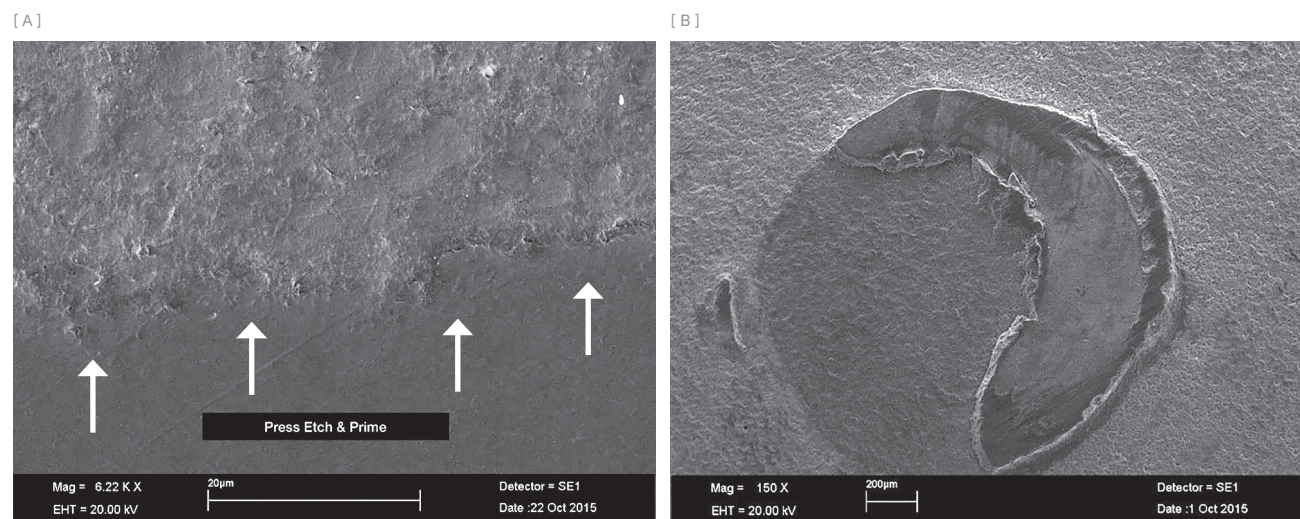 [ A ]
[ B ]
Press Etch & Prime
Mag = 6.22 K X
20µm
Detector = SE1
EHT = 20.00 kV
Date :22 Oct 2015
Mag = 150 X
200µm
Detector = SE1
EHT = 20.00 kV
Date :1 Oct 2015